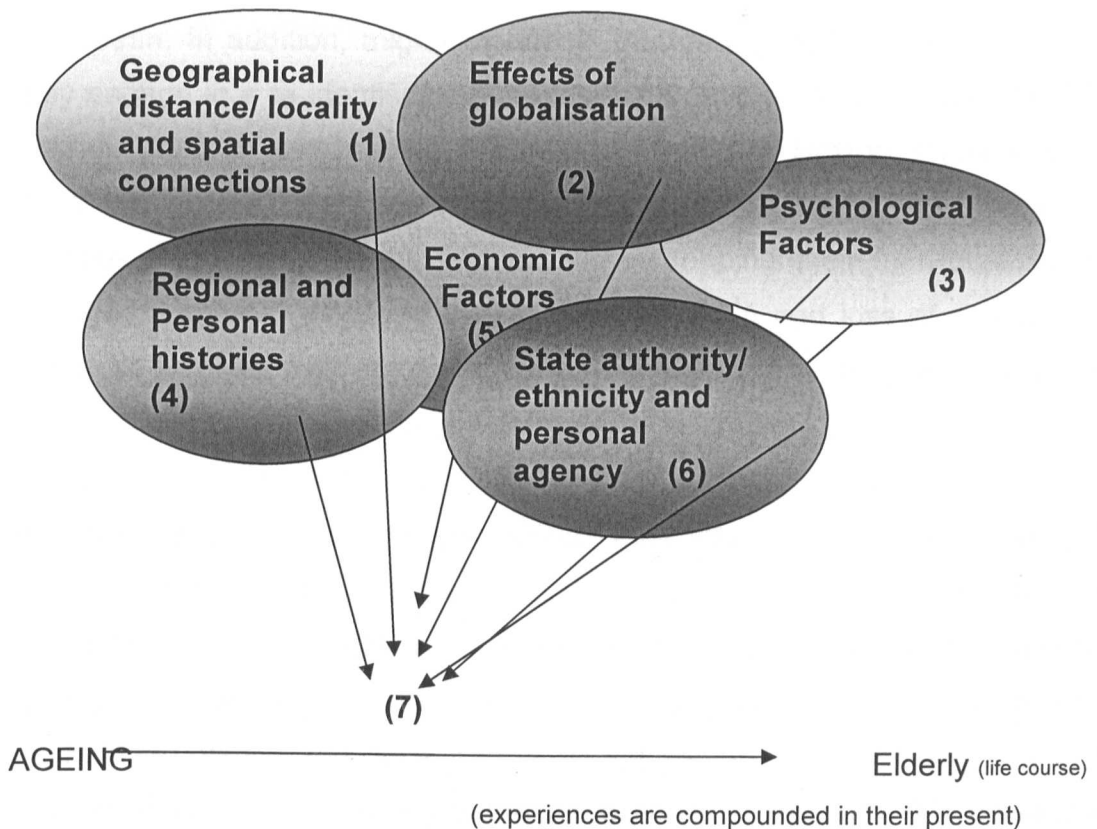 Geographical
distance/ locality
and spatial (1)
connections
Effects of
globalisation
(2)
Psychological
Factors
(3)
Regional and
Personal
histories
(4)
Economic
Factors
(5)
State authority/
ethnicity and
personal
agency (6)
(7)
AGEING
Elderly (life course)
(experiences are compounded in their present)